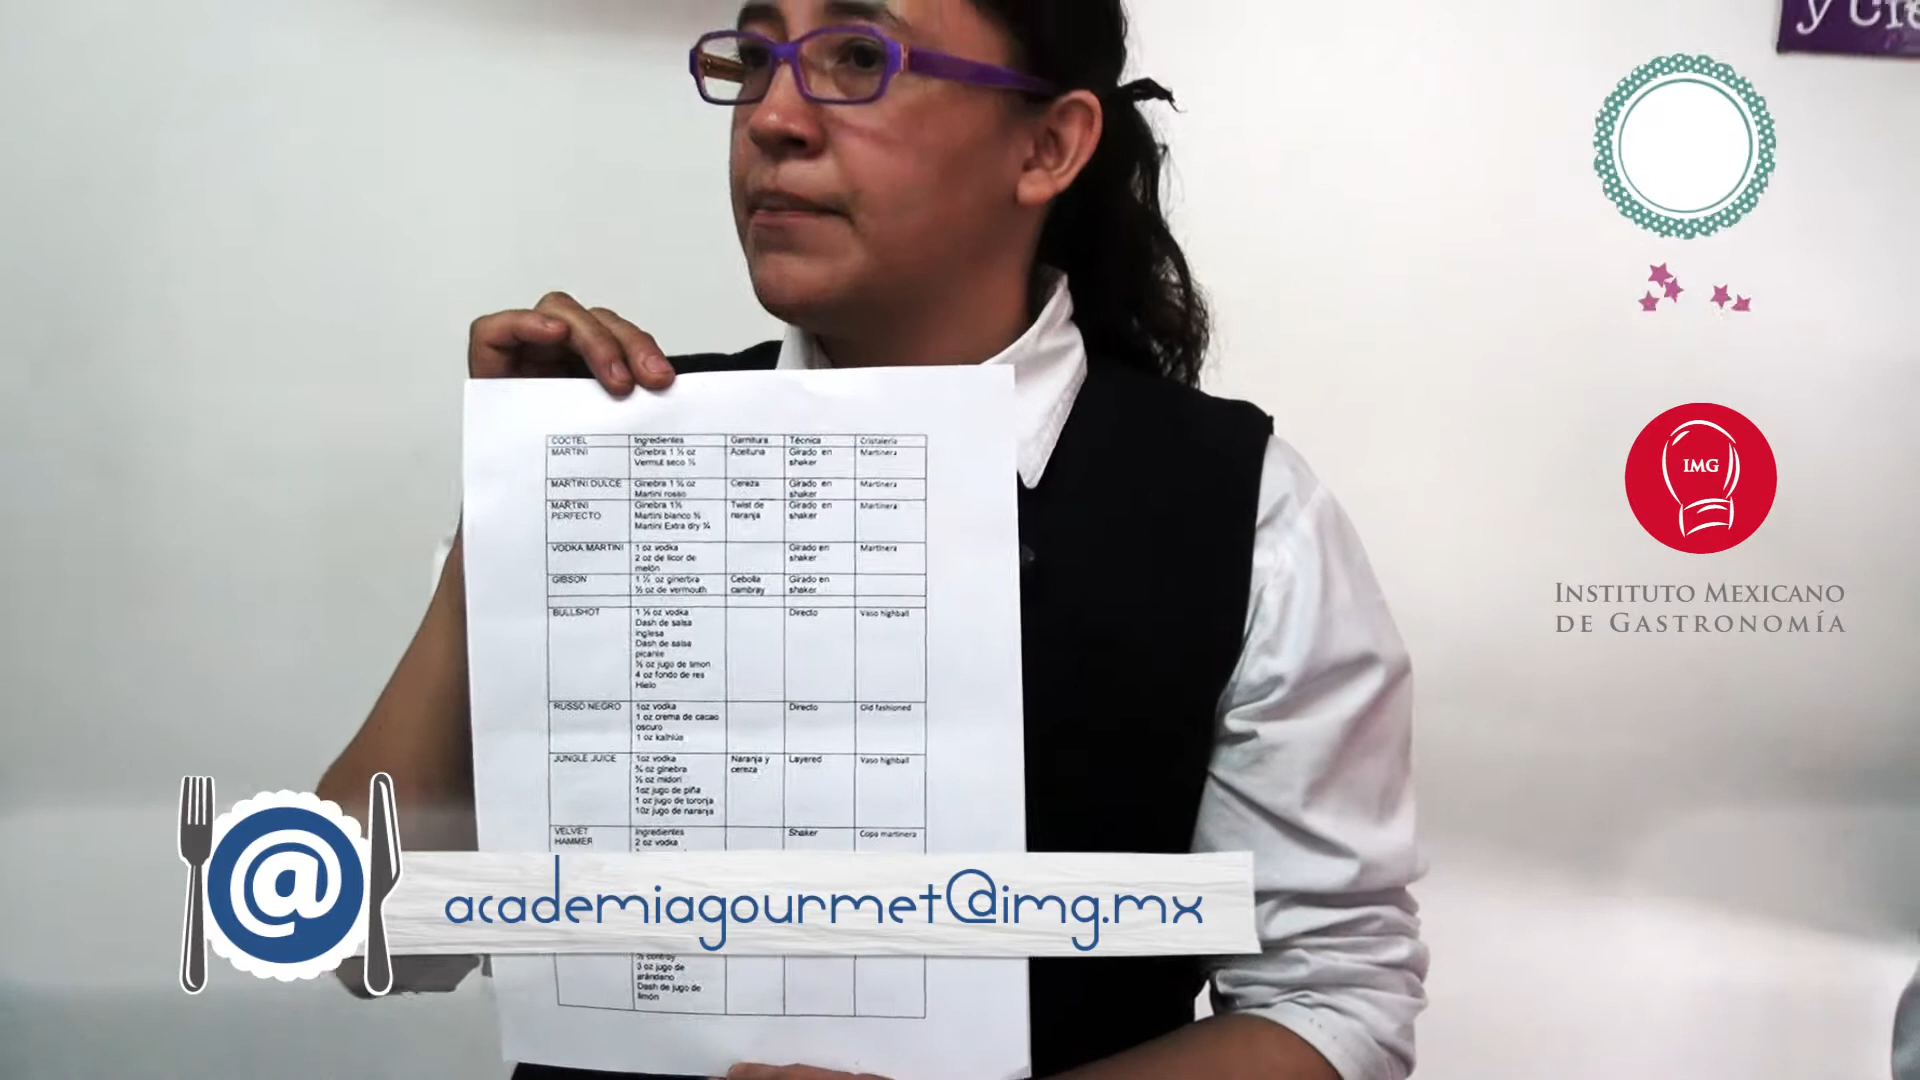 y Cre
COCTEL Ingredientes Garnitura Técnica Cristalería
MARTINI Ginebra 1 ½ oz Aceituna Girado en Martinera
Vermut seco ½ shaker
MARTINI DULCE Ginebra 1 ½ oz Cereza Girado en Martinera
Martini rosso shaker
MARTINI Ginebra 1½ Twist de Girado en Martinera
PERFECTO Martini blanco ¾ naranja shaker
Martini Extra dry ¼
VODKA MARTINI 1 oz vodka Girado en Martinera
2 oz de licor de shaker
melón
GIBSON 1 ½ oz ginerbra Cebolla Girado en
½ oz de vermouth cambray shaker
BULLSHOT 1 ½ oz vodka Directo Vaso highball
Dash de salsa
inglesa
Dash de salsa
picante
½ oz jugo de limon
4 oz fondo de res
Hielo
RUSSO NEGRO 1oz vodka Directo Old fashioned
1 oz crema de cacao
oscuro
1 oz kalhlúa
JUNGLE JUICE 1oz vodka Naranja y Layered Vaso highball
¾ oz ginebra cereza
½ oz midori
1oz jugo de piña
1 oz jugo de toronja
1oz jugo de naranja
VELVET Ingredientes Shaker Copa martinera
HAMMER 2 oz vodka
3 oz jugo de
arándano
Dash de jugo de
limón
IMG
INSTITUTO MEXICANO
DE GASTRONOMÍA
@
academiagourmet@img.mx